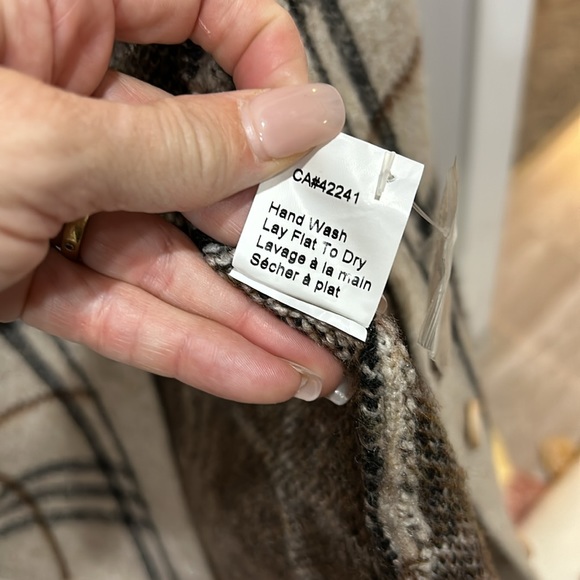 CA#42241
Hand Wash
Lay Flat To Dry
Lavage à la main
Sécher à plat